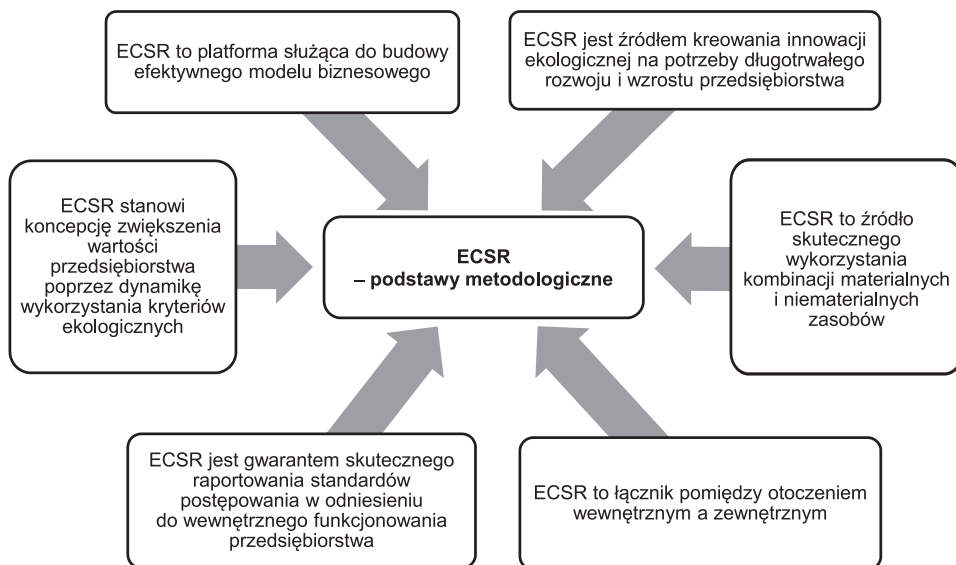 ECSR to platforma służąca do budowy
efektywnego modelu biznesowego
ECSR jest źródłem kreowania innowacji
ekologicznej na potrzeby długotrwałego
rozwoju i wzrostu przedsiębiorstwa
ECSR stanowi
koncepcję zwiększenia
wartości
przedsiębiorstwa
poprzez dynamikę
wykorzystania kryteriów
ekologicznych
ECSR
– podstawy metodologiczne
ECSR to źródło
skutecznego
wykorzystania
kombinacji materialnych
i niematerialnych
zasobów
ECSR jest gwarantem skutecznego
raportowania standardów
postępowania w odniesieniu
do wewnętrznego funkcjonowania
przedsiębiorstwa
ECSR to łącznik pomiędzy otoczeniem
wewnętrznym a zewnętrznym